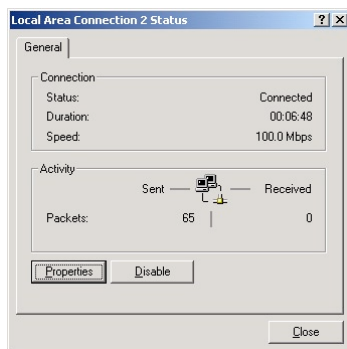 Local Area Connection 2 Status
General
Connection
Status: Connected
Duration: 00:06:48
Speed: 100.0 Mbps
Activity
Sent Received
Packets: 65 0
Properties Disable
Close